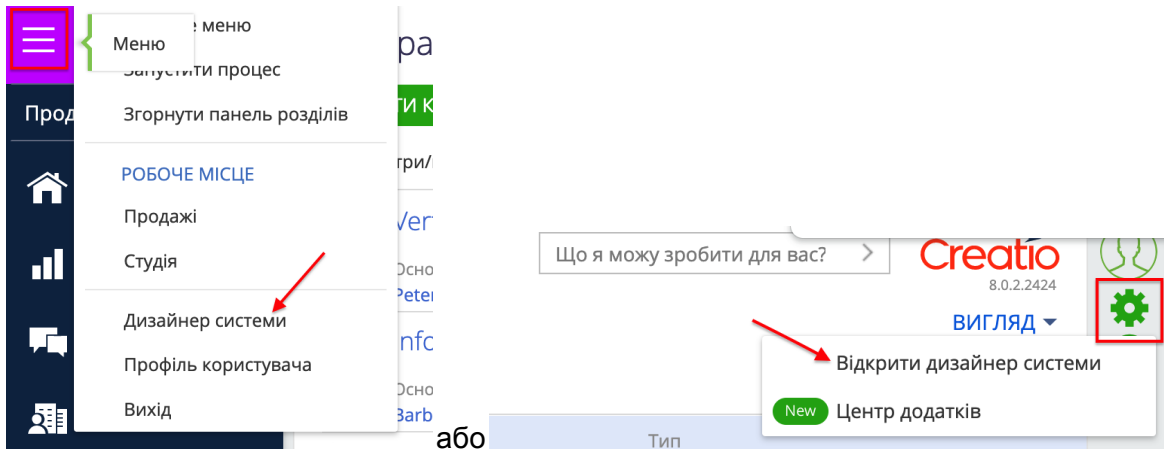 е меню
Меню
Запустити процес
Прод
Згорнути панель розділів
РОБОЧЕ МІСЦЕ
Продажі
Студія
Дизайнер системи
Профіль користувача
Вихід
ра
ТИ К
три/
Ver
Осно
Peter
nfo
Осно
Barb
або
Що я можу зробити для вас?
Creatio
8.0.2.2424
ВИГЛЯД
Відкрити дизайнер системи
New Центр додатків
Тип